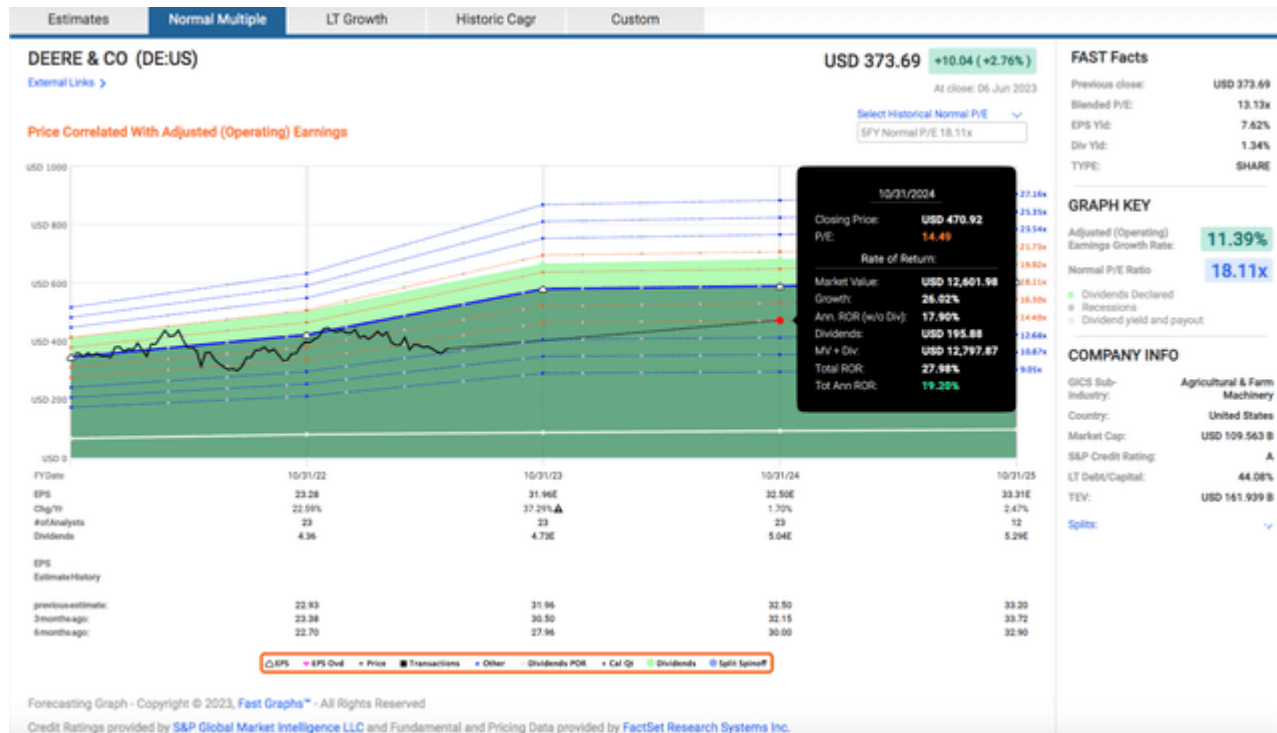 Estimates Normal Multiple LT Growth Historic Cagr Custom
DEERE & CO (DE:US)
External Links >
USD 373.69 +10.04 ( +2.76% )
At close: 06 Jun 2023
Select Historical Normal P/E
5FY Normal P/E 18.11x
Price Correlated With Adjusted (Operating) Earnings
USD 1000
USD 800
USD 600
USD 400
USD 200
USD 0
27.16x
25.35x
23.54x
21.73x
19.92x
18.11x
16.30x
14.49x
12.68x
10.87x
9.05x
10/31/2024
Closing Price: USD 470.92
P/E: 14.49
Rate of Return:
Market Value: USD 12,601.98
Growth: 26.02%
Ann. ROR (w/o Div): 17.90%
Dividends: USD 195.88
MV + Div: USD 12,797.87
Total ROR: 27.98%
Tot Ann ROR: 19.20%
FYDate 10/31/22 10/31/23 10/31/24 10/31/25
EPS 23.28 31.96E 32.50E 33.31E
Chg/Yr 22.59% 37.29% 1.70% 2.47%
#ofAnalysts 23 23 23 12
Dividends 4.36 4.73E 5.04E 5.29E
EPS
EstimateHistory
previousestimate: 22.93 31.96 32.50 33.20
3monthsago: 23.38 30.50 32.15 33.72
6monthsago: 22.70 27.96 30.00 32.90
EPS EPS Ovd Price Transactions Other Dividends POR Cal Qt Dividends Split Spinoff
Forecasting Graph - Copyright © 2023, Fast Graphs™ - All Rights Reserved
Credit Ratings provided by S&P Global Market Intelligence LLC and Fundamental and Pricing Data provided by FactSet Research Systems Inc.
FAST Facts
Previous close: USD 373.69
Blended P/E: 13.13x
EPS Yld: 7.62%
Div Yld: 1.34%
TYPE: SHARE
GRAPH KEY
Adjusted (Operating)
Earnings Growth Rate: 11.39%
Normal P/E Ratio 18.11x
Dividends Declared
Recessions
Dividend yield and payout
COMPANY INFO
GICS Sub-industry: Agricultural & Farm Machinery
Country: United States
Market Cap: USD 109.563 B
S&P Credit Rating: A
LT Debt/Capital: 44.08%
TEV: USD 161.939 B
Splits: